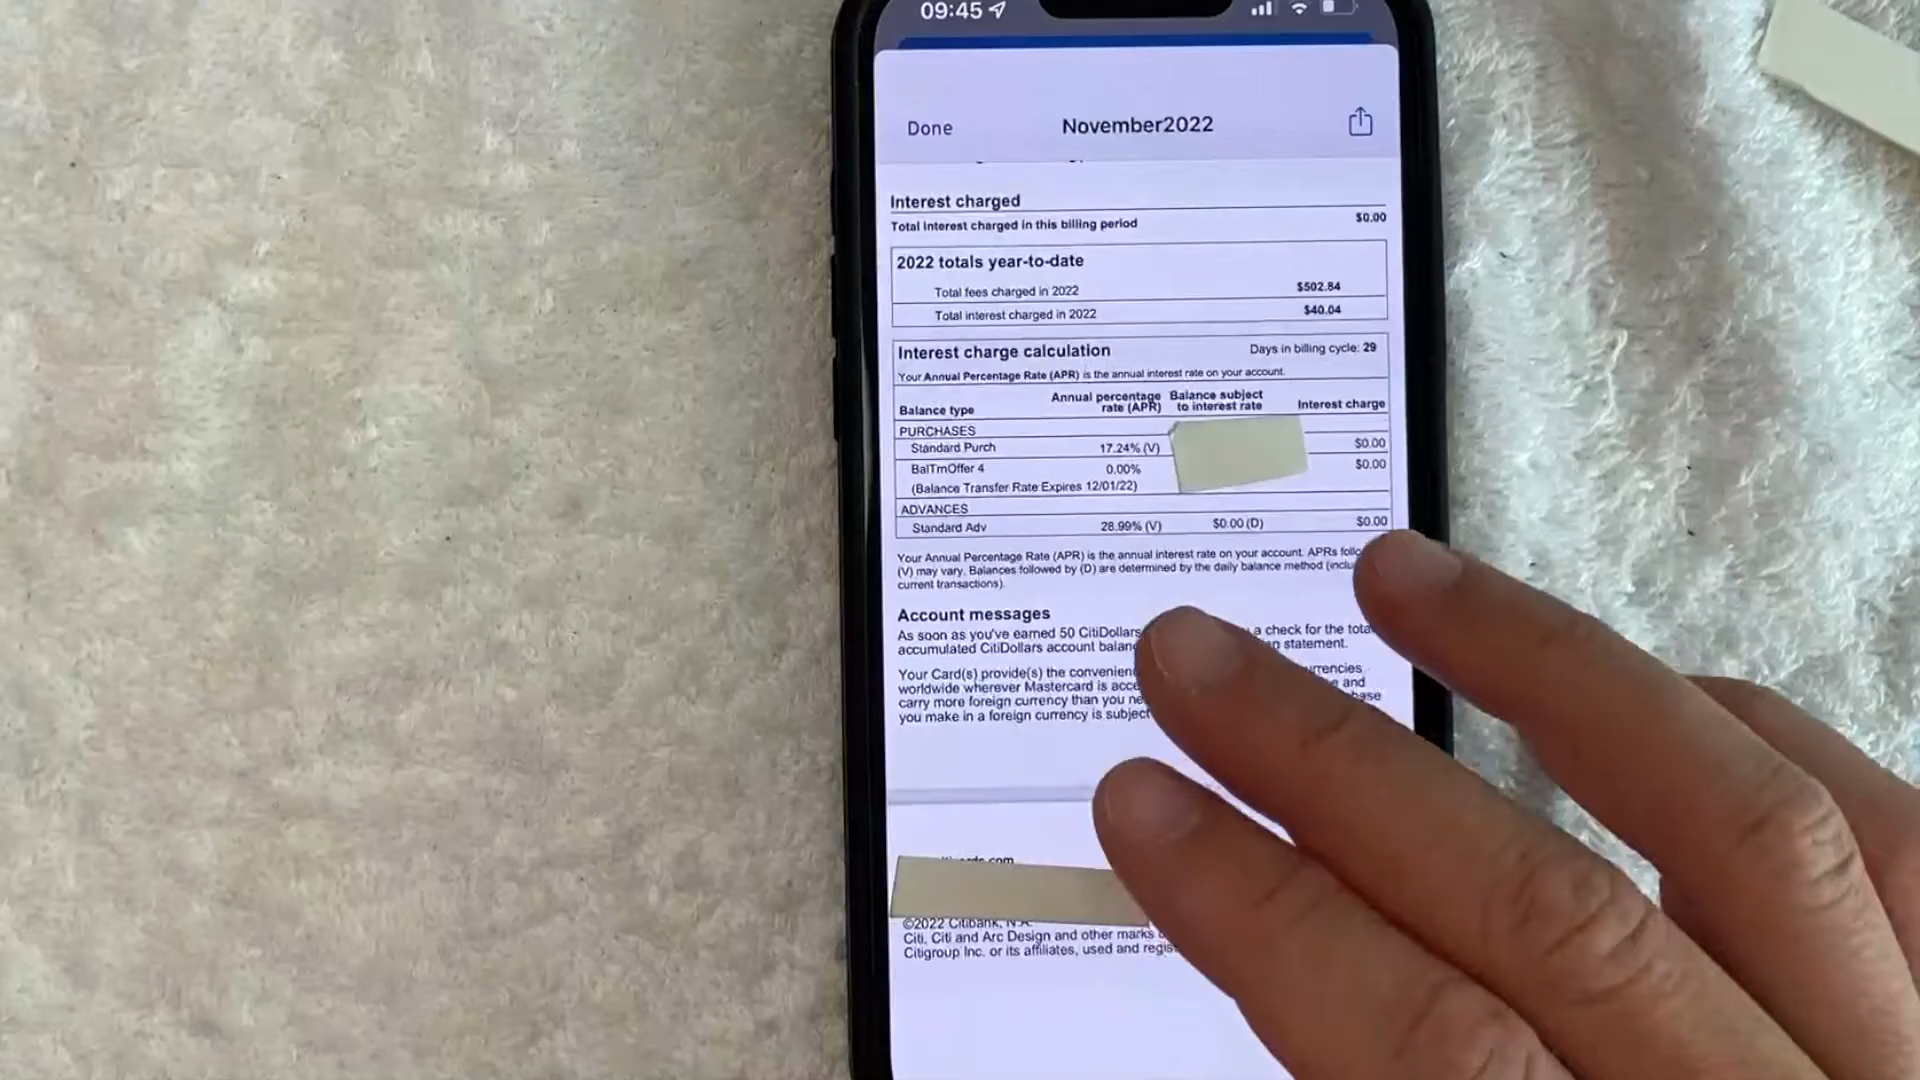 09:45
Done
November2022
Interest charged
Total interest charged in this billing period $0.00
2022 totals year-to-date
Total fees charged in 2022 $502.84
Total interest charged in 2022 $40.04
Interest charge calculation Days in billing cycle: 29
Your Annual Percentage Rate (APR) is the annual interest rate on your account.
Balance type Annual percentage rate (APR) Balance subject to interest rate Interest charge
PURCHASES
Standard Purch 17.24% (V) $0.00
BalTrnOffer 4 0.00% $0.00
(Balance Transfer Rate Expires 12/01/22)
ADVANCES
Standard Adv 28.99% (V) $0.00 (D) $0.00
Your Annual Percentage Rate (APR) is the annual interest rate on your account. APRs
(V) may vary. Balances followed by (D) are determined by the daily balance method
current transactions).
Account messages
As soon as you've earned 50 CitiDollars a check for the
accumulated CitiDollars account statement.
Your Card(s) provide(s) the
worldwide wherever Mastercard is and
carry more foreign currency than you
you make in a foreign currency is subject
©2022 Citibank, N.A.
Citi, Citi and Arc Design and other marks
Citigroup Inc. or its affiliates, used and